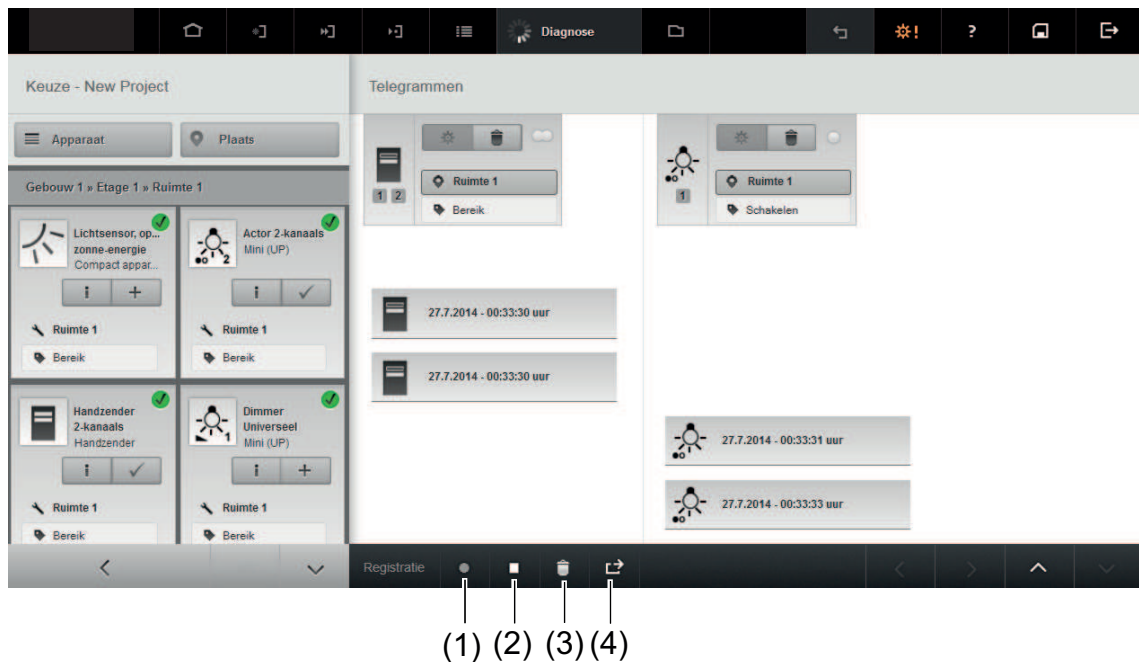 Diagnose
?
Keuze - New Project
Telegrammen
Apparaat
Plaats
Gebouw 1 » Etage 1 » Ruimte 1
Lichtsensor, op...
zonne-energie
Compact appar...
Ruimte 1
Bereik
Actor 2-kanaals
Mini (UP)
2
Ruimte 1
Bereik
Handzender
2-kanaals
Handzender
Ruimte 1
Bereik
Dimmer
Universeel
Mini (UP)
1
Ruimte 1
Bereik
1 2
Ruimte 1
Bereik
1
Ruimte 1
Schakelen
27.7.2014 - 00:33:30 uur
27.7.2014 - 00:33:30 uur
27.7.2014 - 00:33:31 uur
27.7.2014 - 00:33:33 uur
Registratie
(1) (2) (3) (4)